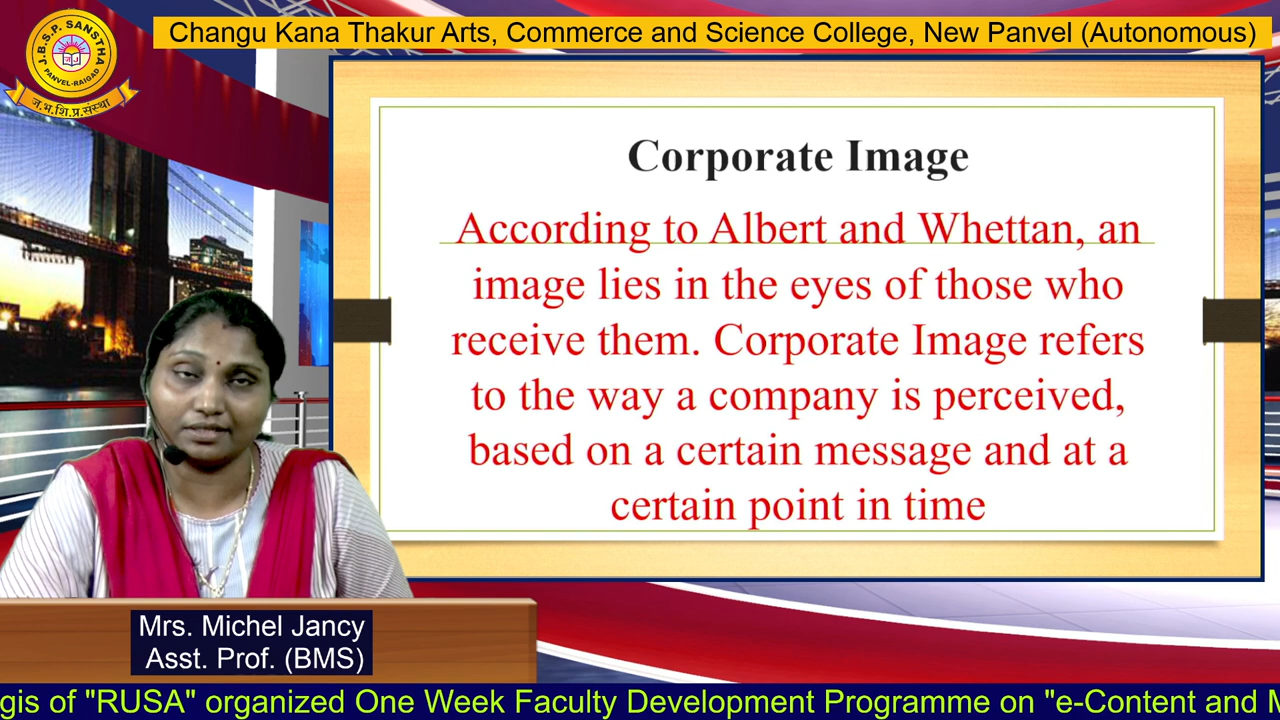 Changu Kana Thakur Arts, Commerce and Science College, New Panvel (Autonomous)
J.B.S.P. SANSTHA
PANVEL-RAIGAD
ज.भ.शि.प्र.संस्था
Corporate Image
According to Albert and Whettan, an
image lies in the eyes of those who
receive them. Corporate Image refers
to the way a company is perceived,
based on a certain message and at a
certain point in time
Mrs. Michel Jancy
Asst. Prof. (BMS)
gis of "RUSA" organized One Week Faculty Development Programme on "e-Content and M